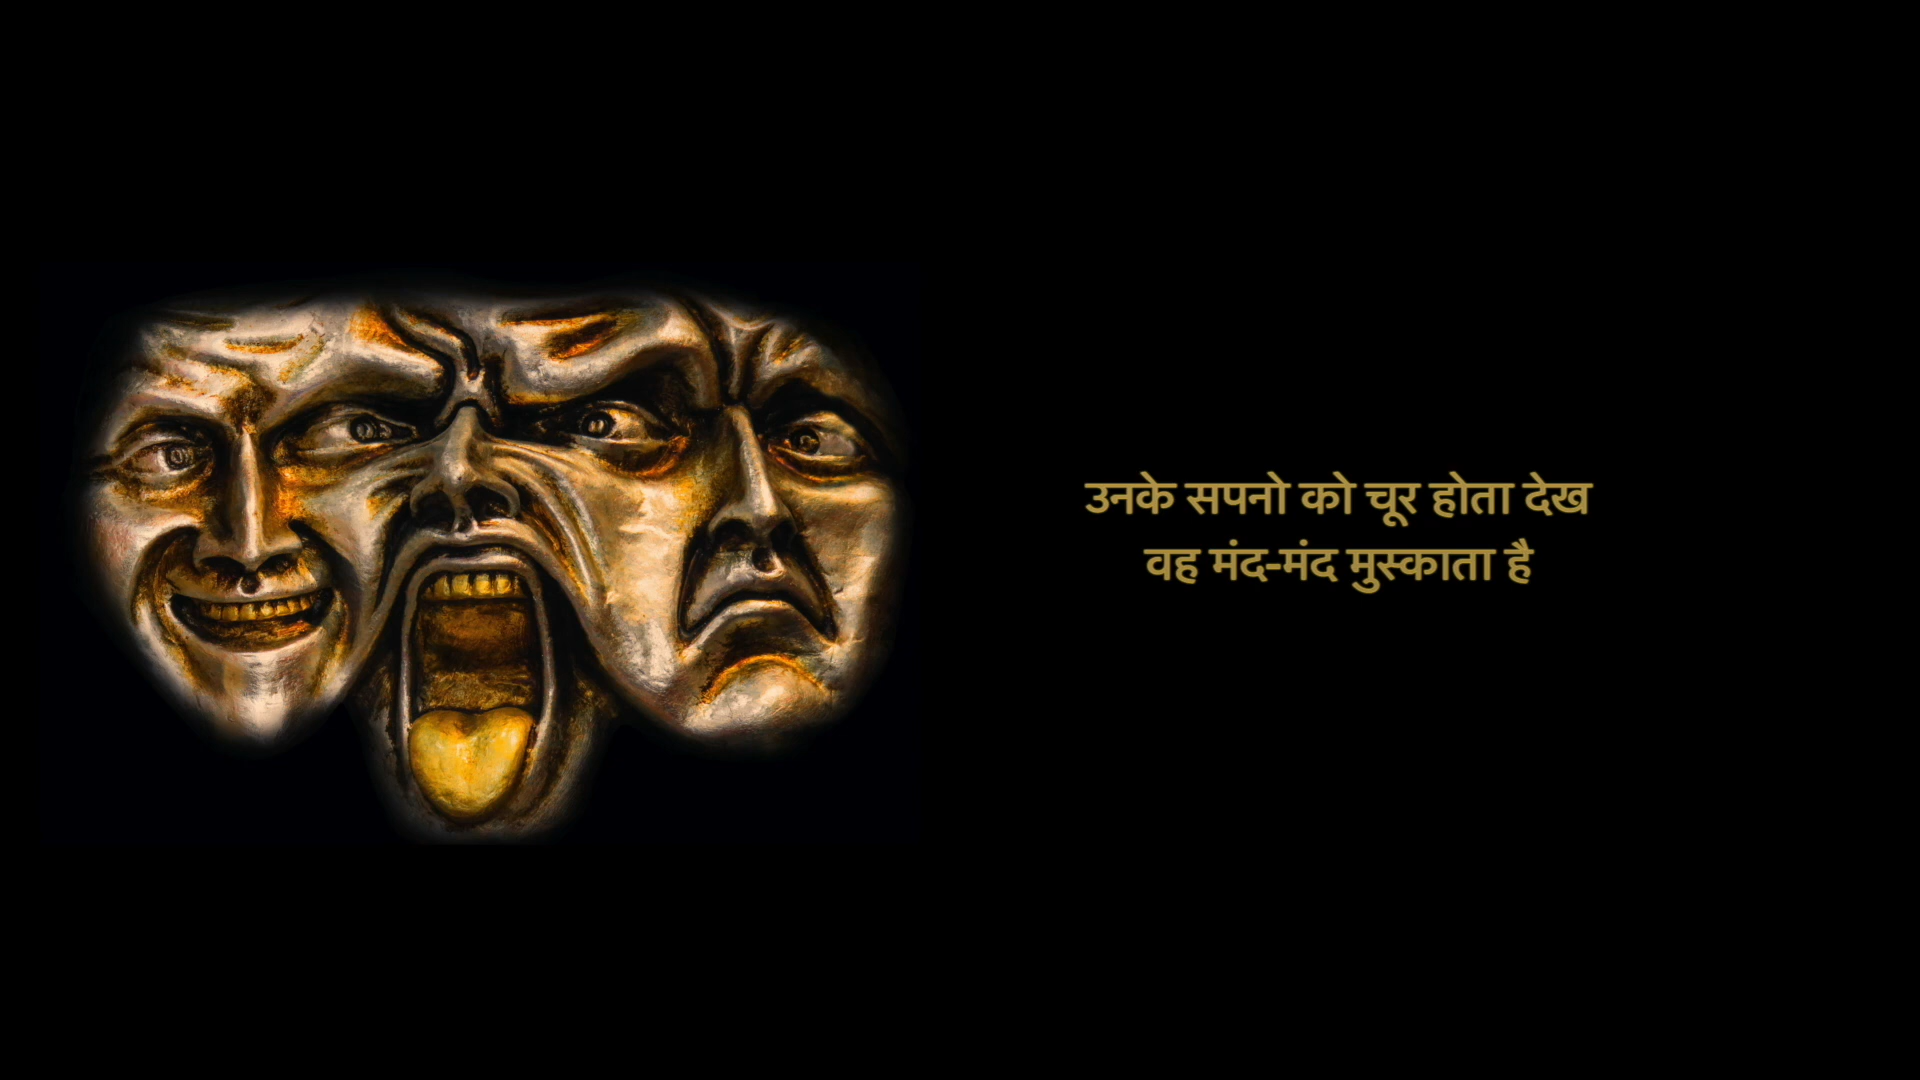 उनके सपनो को चूर होता देख
वह मंद-मंद मुस्काता है